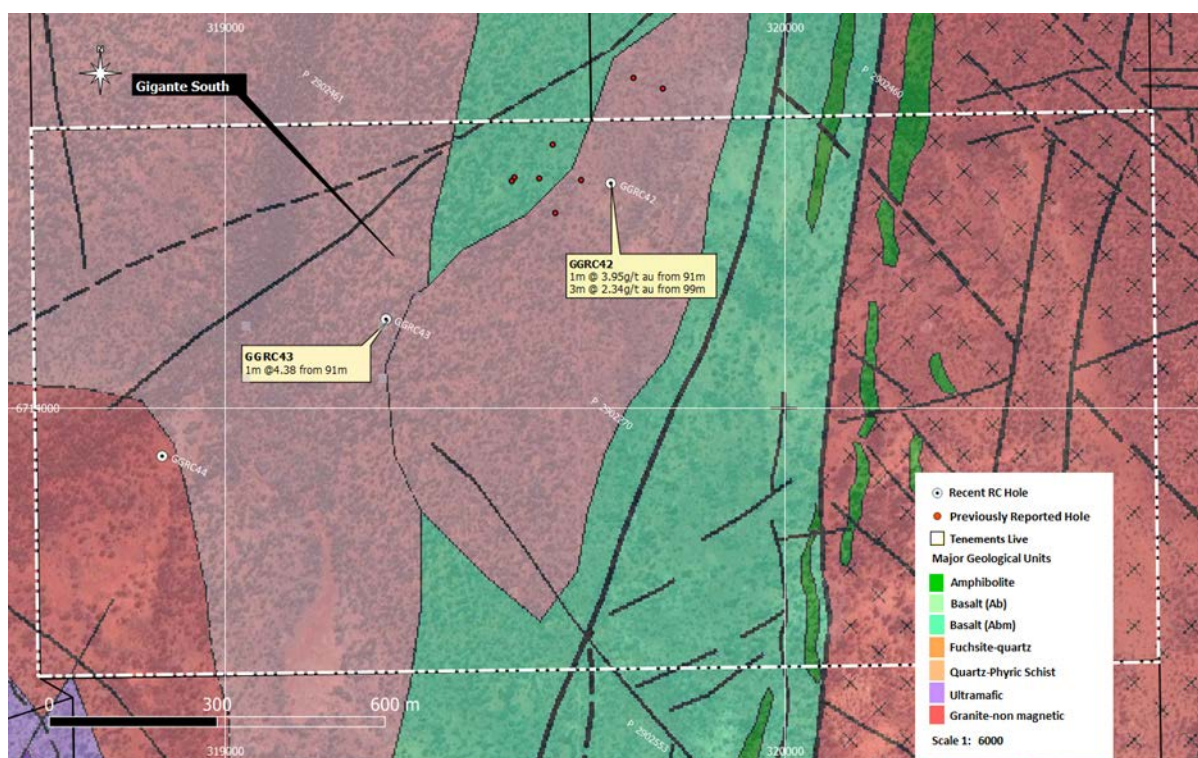 319000
320000
N
P 2902461
P 2902460
Gigante South
GGRC42
GGRC42
1m @ 3.95g/t au from 91m
3m @ 2.34g/t au from 99m
GGRC43
GGRC43
1m @4.38 from 91m
6714000
P 2902270
GGRC44
Recent RC Hole
Previously Reported Hole
Tenements Live
Major Geological Units
Amphibolite
Basalt (Ab)
Basalt (Abm)
Fuchsite-quartz
Quartz-Phyric Schist
Ultramafic
Granite-non magnetic
Scale 1: 6000
0 300 600 m
P 2902553
319000
320000